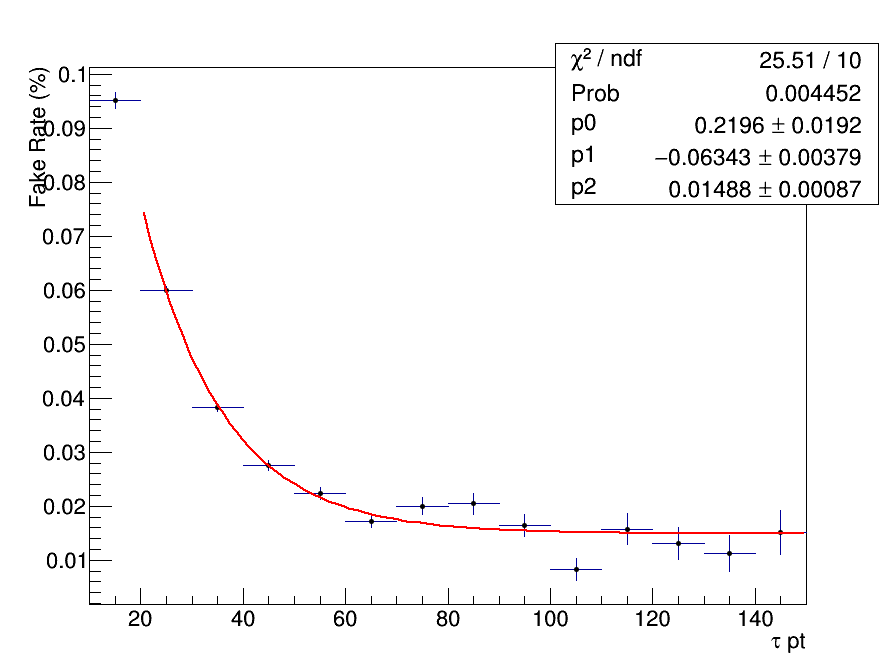 χ² / ndf 25.51 / 10
Prob 0.004452
p0 0.2196 ± 0.0192
p1 −0.06343 ± 0.00379
p2 0.01488 ± 0.00087
Fake Rate (%)
0.1
0.09
0.08
0.07
0.06
0.05
0.04
0.03
0.02
0.01
20 40 60 80 100 120 140
τ pt